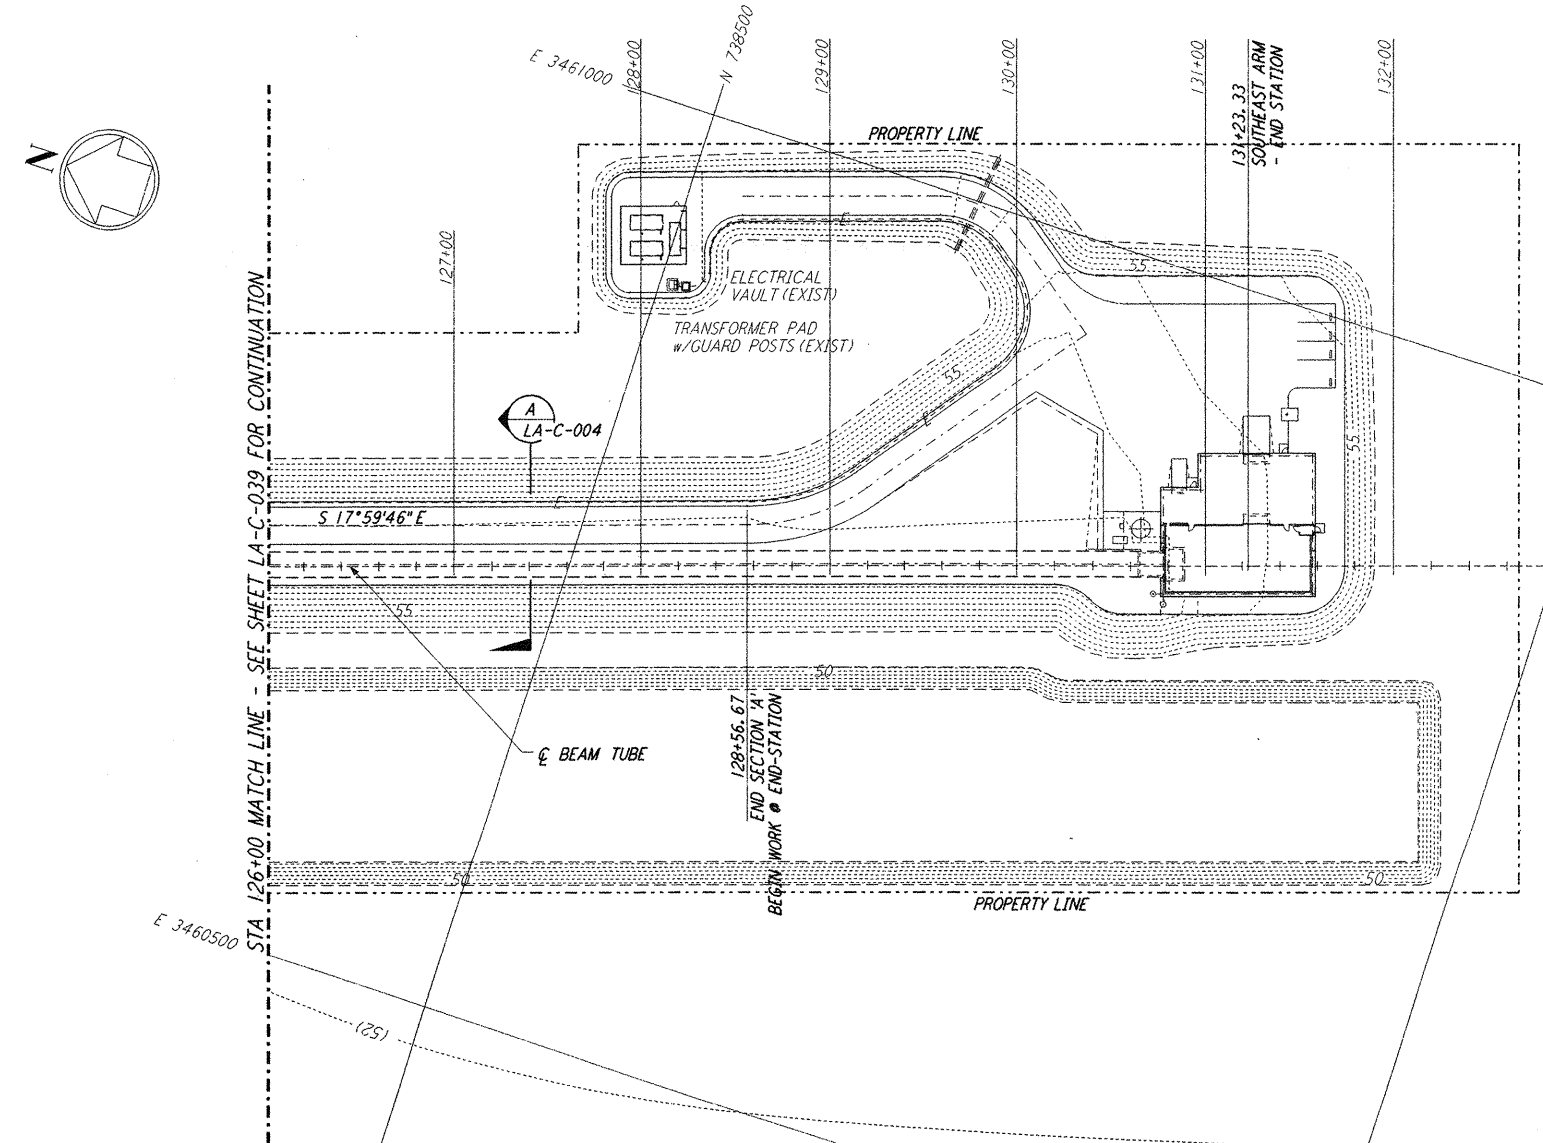 N
E 3461000
N 738500
127+00
128+00
129+00
130+00
131+00
131+23.33
SOUTHEAST ARM
- END STATION
132+00
PROPERTY LINE
E
55
ELECTRICAL
VAULT (EXIST)
TRANSFORMER PAD
w/GUARD POSTS (EXIST)
55
A
LA-C-004
E
55
E
S 17°59'46" E
55
50
128+56.67
END SECTION 'A'
BEGIN WORK @ END-STATION
℄ BEAM TUBE
STA 126+00 MATCH LINE - SEE SHEET LA-C-039 FOR CONTINUATION
50
50
PROPERTY LINE
E 3460500
(52)